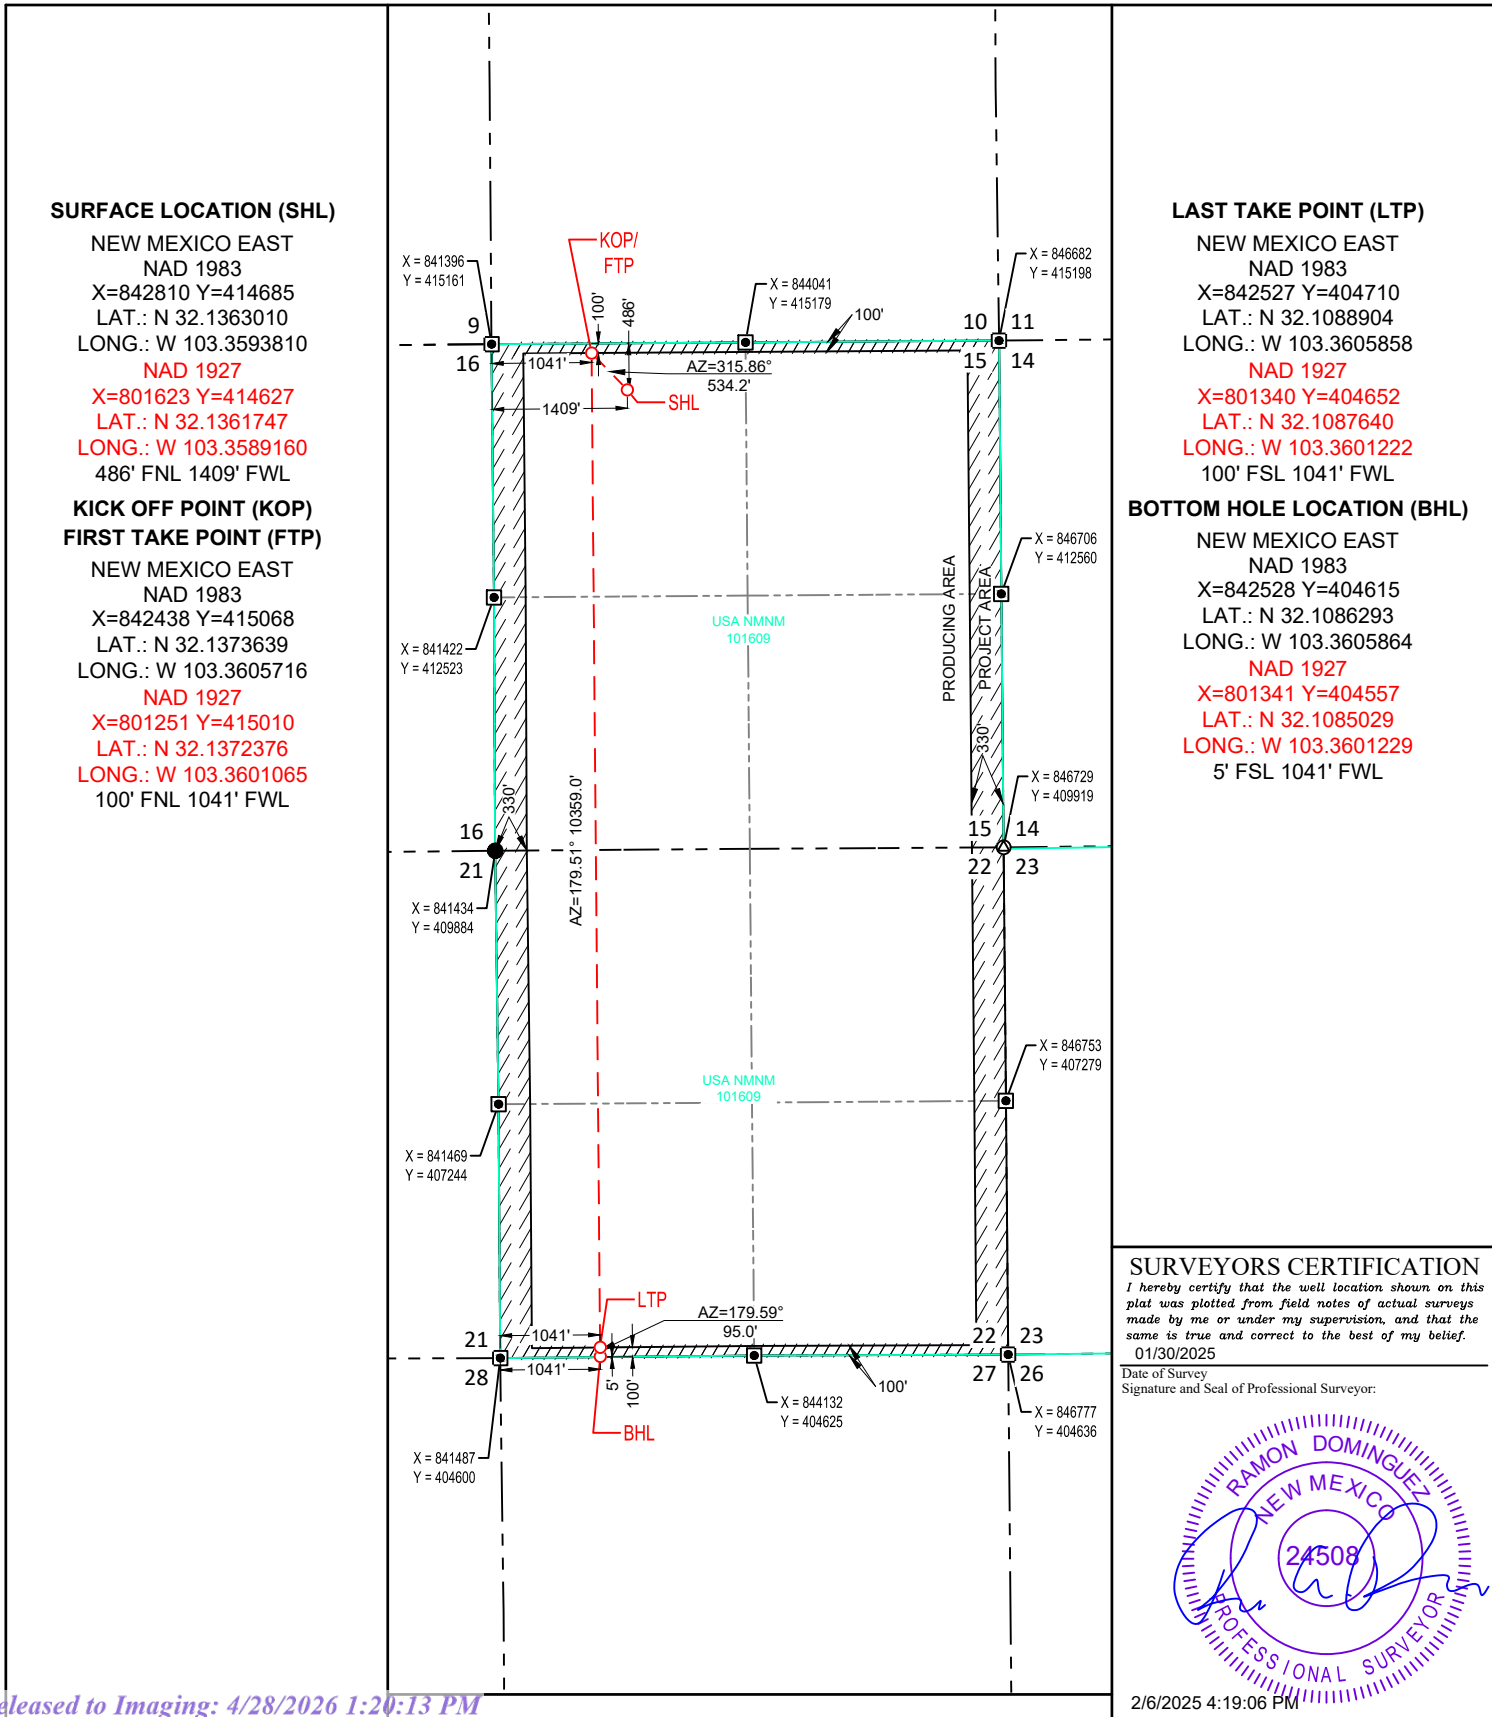 SURFACE LOCATION (SHL)
NEW MEXICO EAST
NAD 1983
X=842810 Y=414685
LAT.: N 32.1363010
LONG.: W 103.3593810
NAD 1927
X=801623 Y=414627
LAT.: N 32.1361747
LONG.: W 103.3589160
486' FNL 1409' FWL
KICK OFF POINT (KOP)
FIRST TAKE POINT (FTP)
NEW MEXICO EAST
NAD 1983
X=842438 Y=415068
LAT.: N 32.1373639
LONG.: W 103.3605716
NAD 1927
X=801251 Y=415010
LAT.: N 32.1372376
LONG.: W 103.3601065
100' FNL 1041' FWL
X = 841396
Y = 415161
KOP/
FTP
X = 844041
Y = 415179
X = 846682
Y = 415198
100'
486'
100'
9
10 11
16
15 14
1041'
AZ=315.86°
534.2'
1409'
SHL
X = 846706
Y = 412560
PRODUCING AREA
PROJECT AREA
USA NMNM
101609
X = 841422
Y = 412523
330'
X = 846729
Y = 409919
330'
AZ=179.51° 10359.0'
16
15 14
21
22 23
X = 841434
Y = 409884
X = 846753
Y = 407279
USA NMNM
101609
X = 841469
Y = 407244
LTP
AZ=179.59°
95.0'
21
1041'
22 23
28
1041'
5'
100'
100'
27 26
X = 844132
Y = 404625
X = 846777
Y = 404636
BHL
X = 841487
Y = 404600
LAST TAKE POINT (LTP)
NEW MEXICO EAST
NAD 1983
X=842527 Y=404710
LAT.: N 32.1088904
LONG.: W 103.3605858
NAD 1927
X=801340 Y=404652
LAT.: N 32.1087640
LONG.: W 103.3601222
100' FSL 1041' FWL
BOTTOM HOLE LOCATION (BHL)
NEW MEXICO EAST
NAD 1983
X=842528 Y=404615
LAT.: N 32.1086293
LONG.: W 103.3605864
NAD 1927
X=801341 Y=404557
LAT.: N 32.1085029
LONG.: W 103.3601229
5' FSL 1041' FWL
SURVEYORS CERTIFICATION
I hereby certify that the well location shown on this
plat was plotted from field notes of actual surveys
made by me or under my supervision, and that the
same is true and correct to the best of my belief.
01/30/2025
Date of Survey
Signature and Seal of Professional Surveyor:
RAMON DOMINGUEZ
NEW MEXICO
24508
PROFESSIONAL SURVEYOR
2/6/2025 4:19:06 PM
eleased to Imaging: 4/28/2026 1:20:13 PM